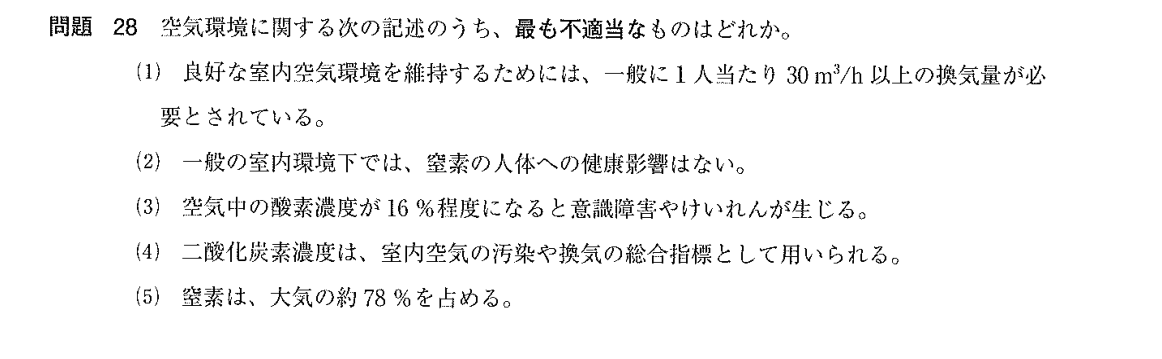 問題 28 空気環境に関する次の記述のうち、最も不適当なものはどれか。
(1) 良好な室内空気環境を維持するためには、一般に1人当たり 30 m³/h 以上の換気量が必
要とされている。
(2) 一般の室内環境下では、窒素の人体への健康影響はない。
(3) 空気中の酸素濃度が 16 %程度になると意識障害やけいれんが生じる。
(4) 二酸化炭素濃度は、室内空気の汚染や換気の総合指標として用いられる。
(5) 窒素は、大気の約 78 %を占める。